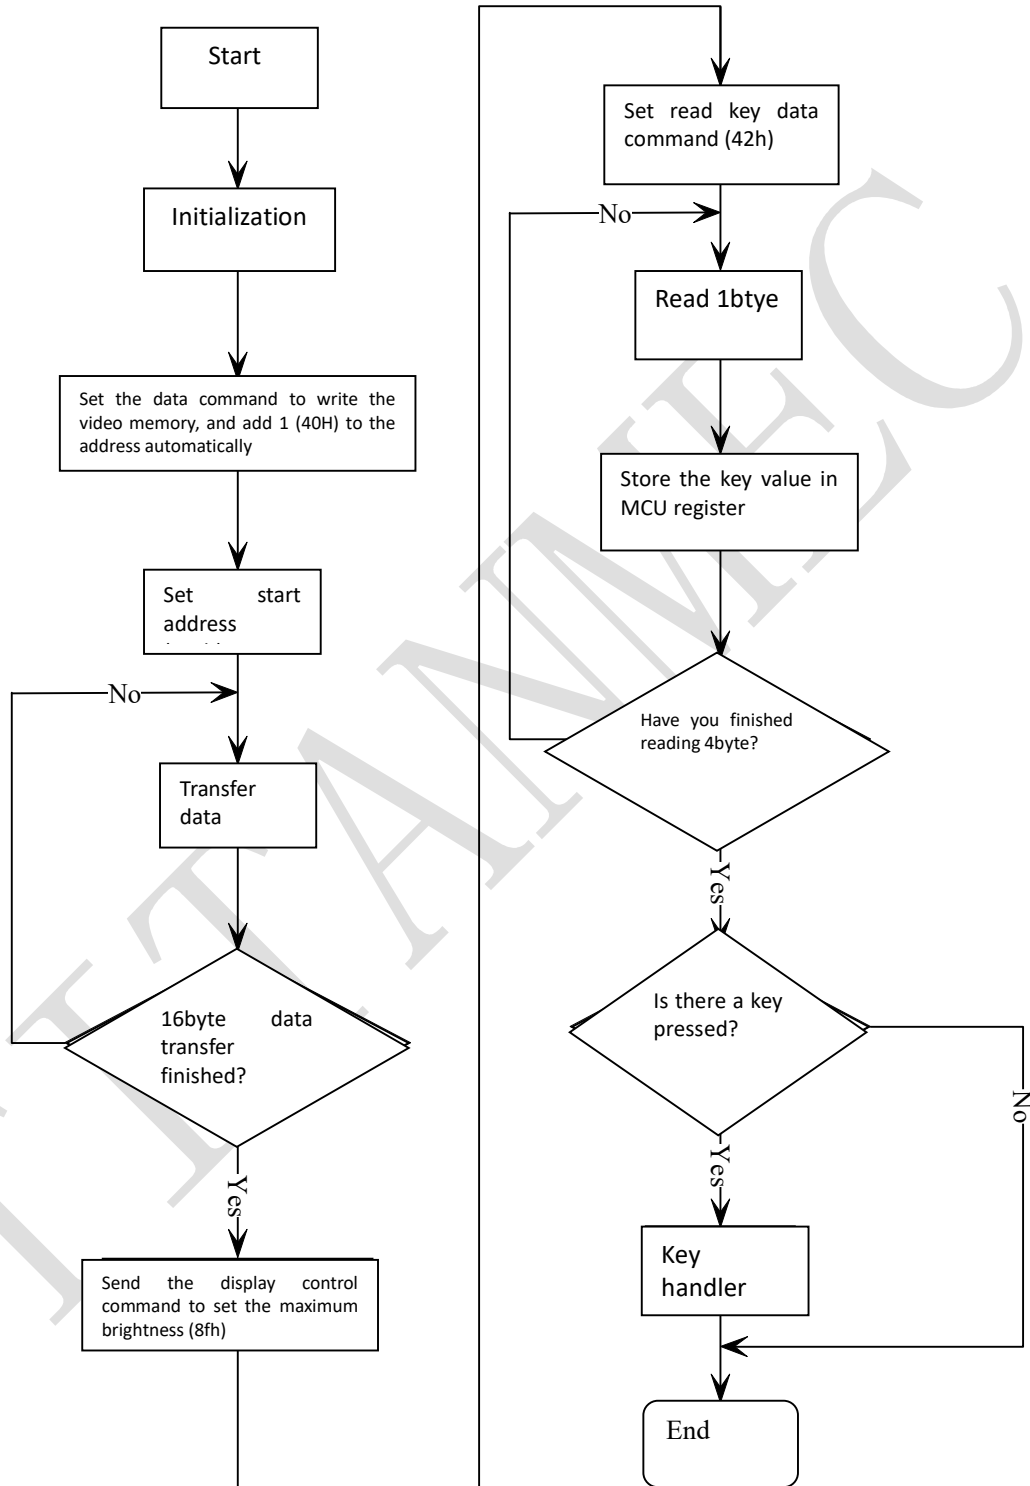 Start
Initialization
Set the data command to write the
video memory, and add 1 (40H) to the
address automatically
Set start
address
No
Transfer
data
16byte data
transfer
finished?
Yes
Send the display control
command to set the maximum
brightness (8fh)
Set read key data
command (42h)
No
Read 1btye
Store the key value in
MCU register
Have you finished
reading 4byte?
Yes
Is there a key
pressed?
No
Yes
Key
handler
End